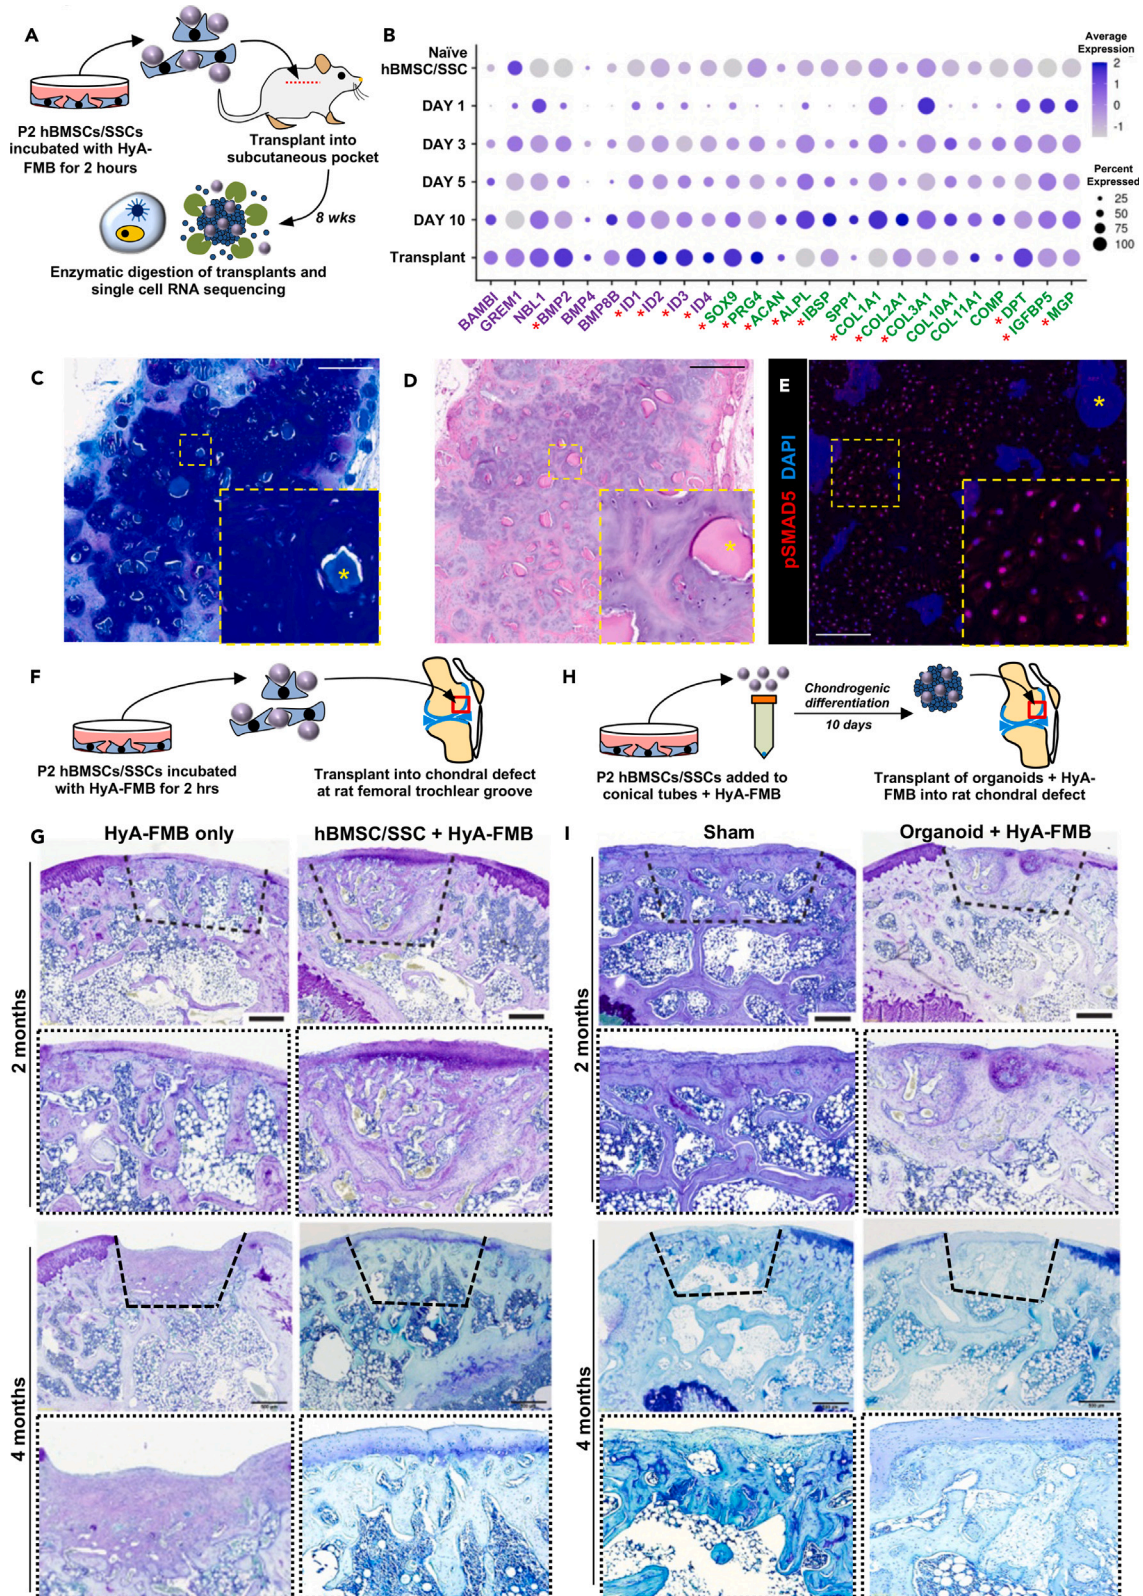 A
P2 hBMSCs/SSCs
incubated with HyA-
FMB for 2 hours
Transplant into
subcutaneous pocket
8 wks
Enzymatic digestion of transplants and
single cell RNA sequencing
B
Naïve
hBMSC/SSC
DAY 1
DAY 3
DAY 5
DAY 10
Transplant
BAMBI
GREM1
NBL1
*BMP2
BMP4
BMP8B
*ID1
*ID2
*ID3
*ID4
*SOX9
*PRG4
*ACAN
*ALPL
*IBSP
SPP1
*COL1A1
*COL2A1
*COL3A1
COL10A1
COL11A1
COMP
*DPT
*IGFBP5
*MGP
Average
Expression
2
1
0
-1
Percent
Expressed
25
50
75
100
C
*
D
*
E
pSMAD5 DAPI
*
F
P2 hBMSCs/SSCs incubated
with HyA-FMB for 2 hrs
Transplant into chondral defect
at rat femoral trochlear groove
H
Chondrogenic
differentiation
10 days
P2 hBMSCs/SSCs added to
conical tubes + HyA-FMB
Transplant of organoids + HyA-
FMB into rat chondral defect
G
HyA-FMB only
hBMSC/SSC + HyA-FMB
2 months
4 months
I
Sham
Organoid + HyA-FMB
2 months
4 months